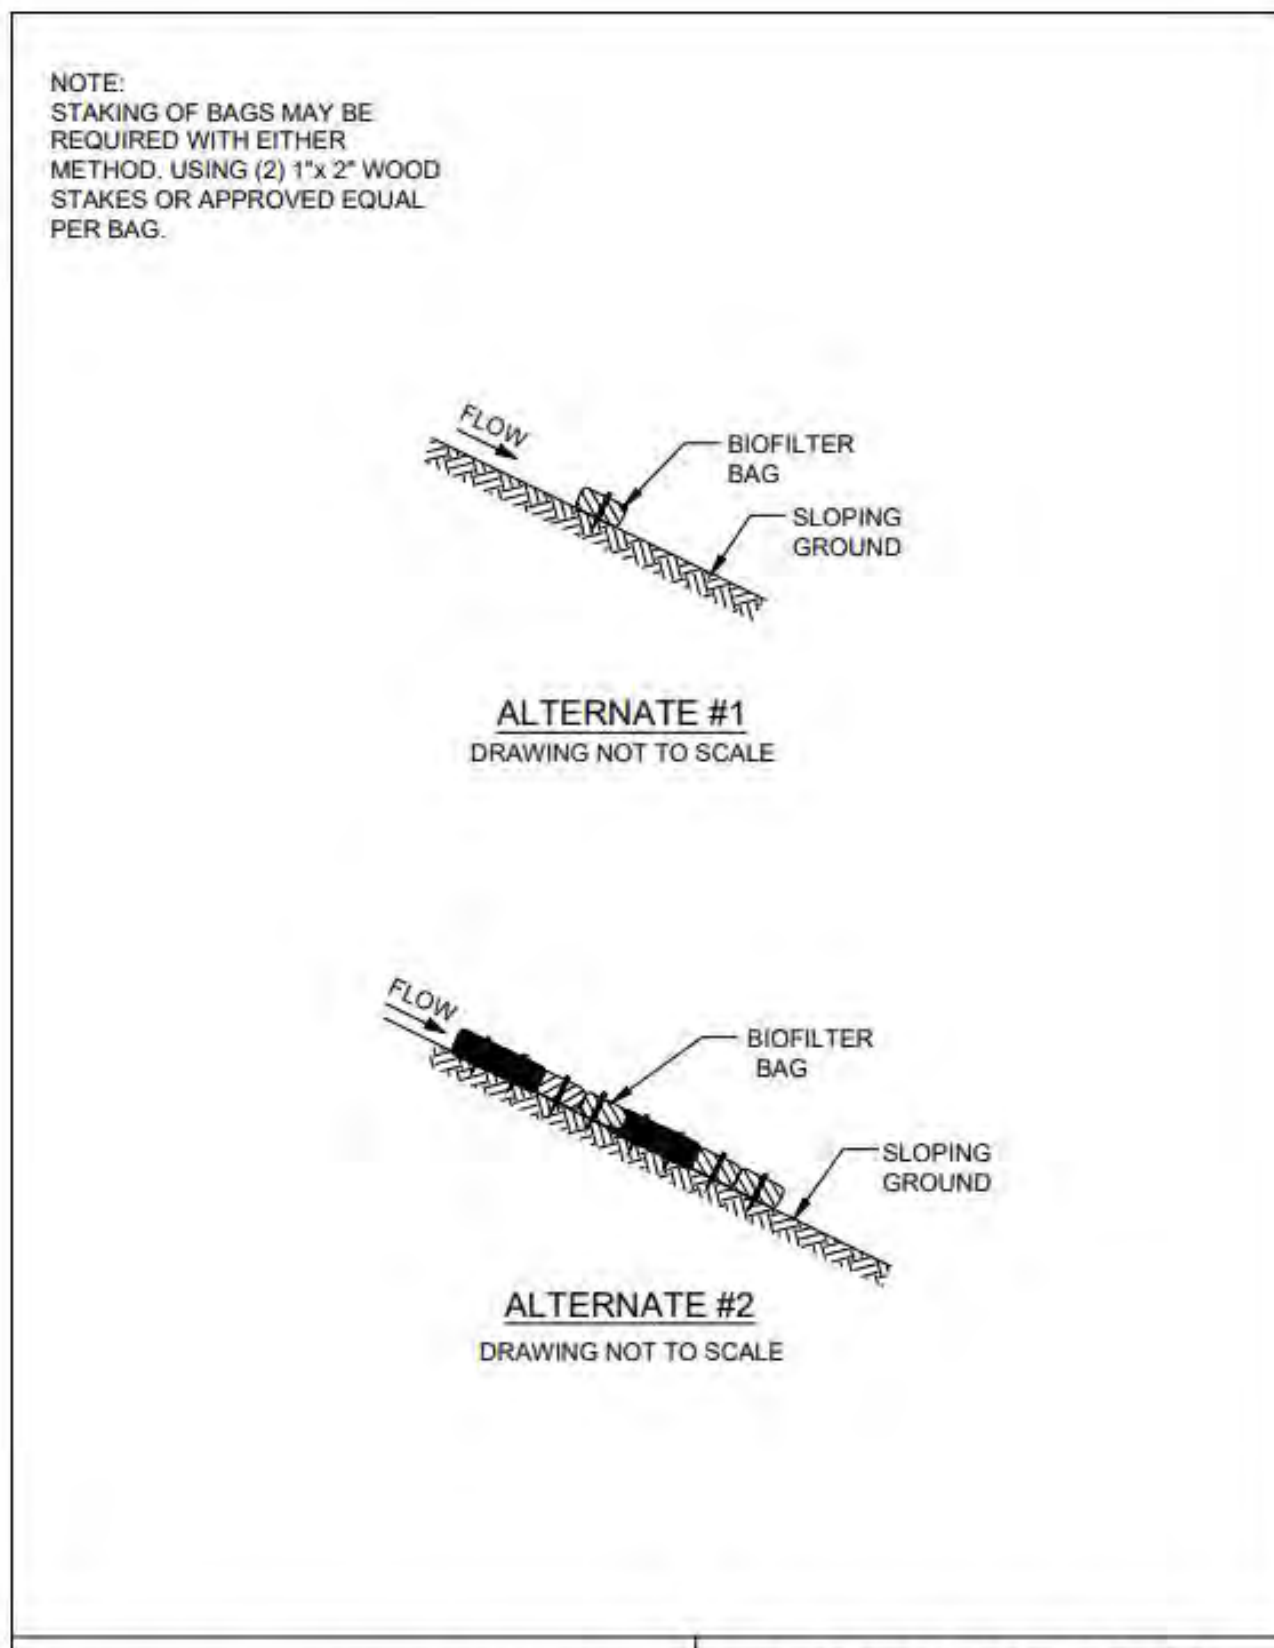 NOTE:
STAKING OF BAGS MAY BE
REQUIRED WITH EITHER
METHOD. USING (2) 1"x 2" WOOD
STAKES OR APPROVED EQUAL
PER BAG.
FLOW
BIOFILTER
BAG
SLOPING
GROUND
ALTERNATE #1
DRAWING NOT TO SCALE
FLOW
BIOFILTER
BAG
SLOPING
GROUND
ALTERNATE #2
DRAWING NOT TO SCALE